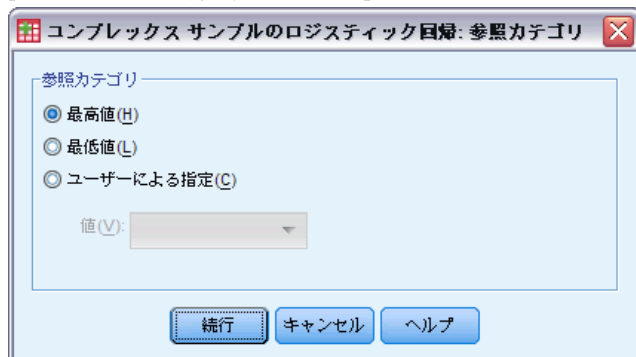 コンプレックス サンプルのロジスティック回帰: 参照カテゴリ
参照カテゴリ
最高値(H)
最低値(L)
ユーザーによる指定(C)
値(V):
続行 キャンセル ヘルプ